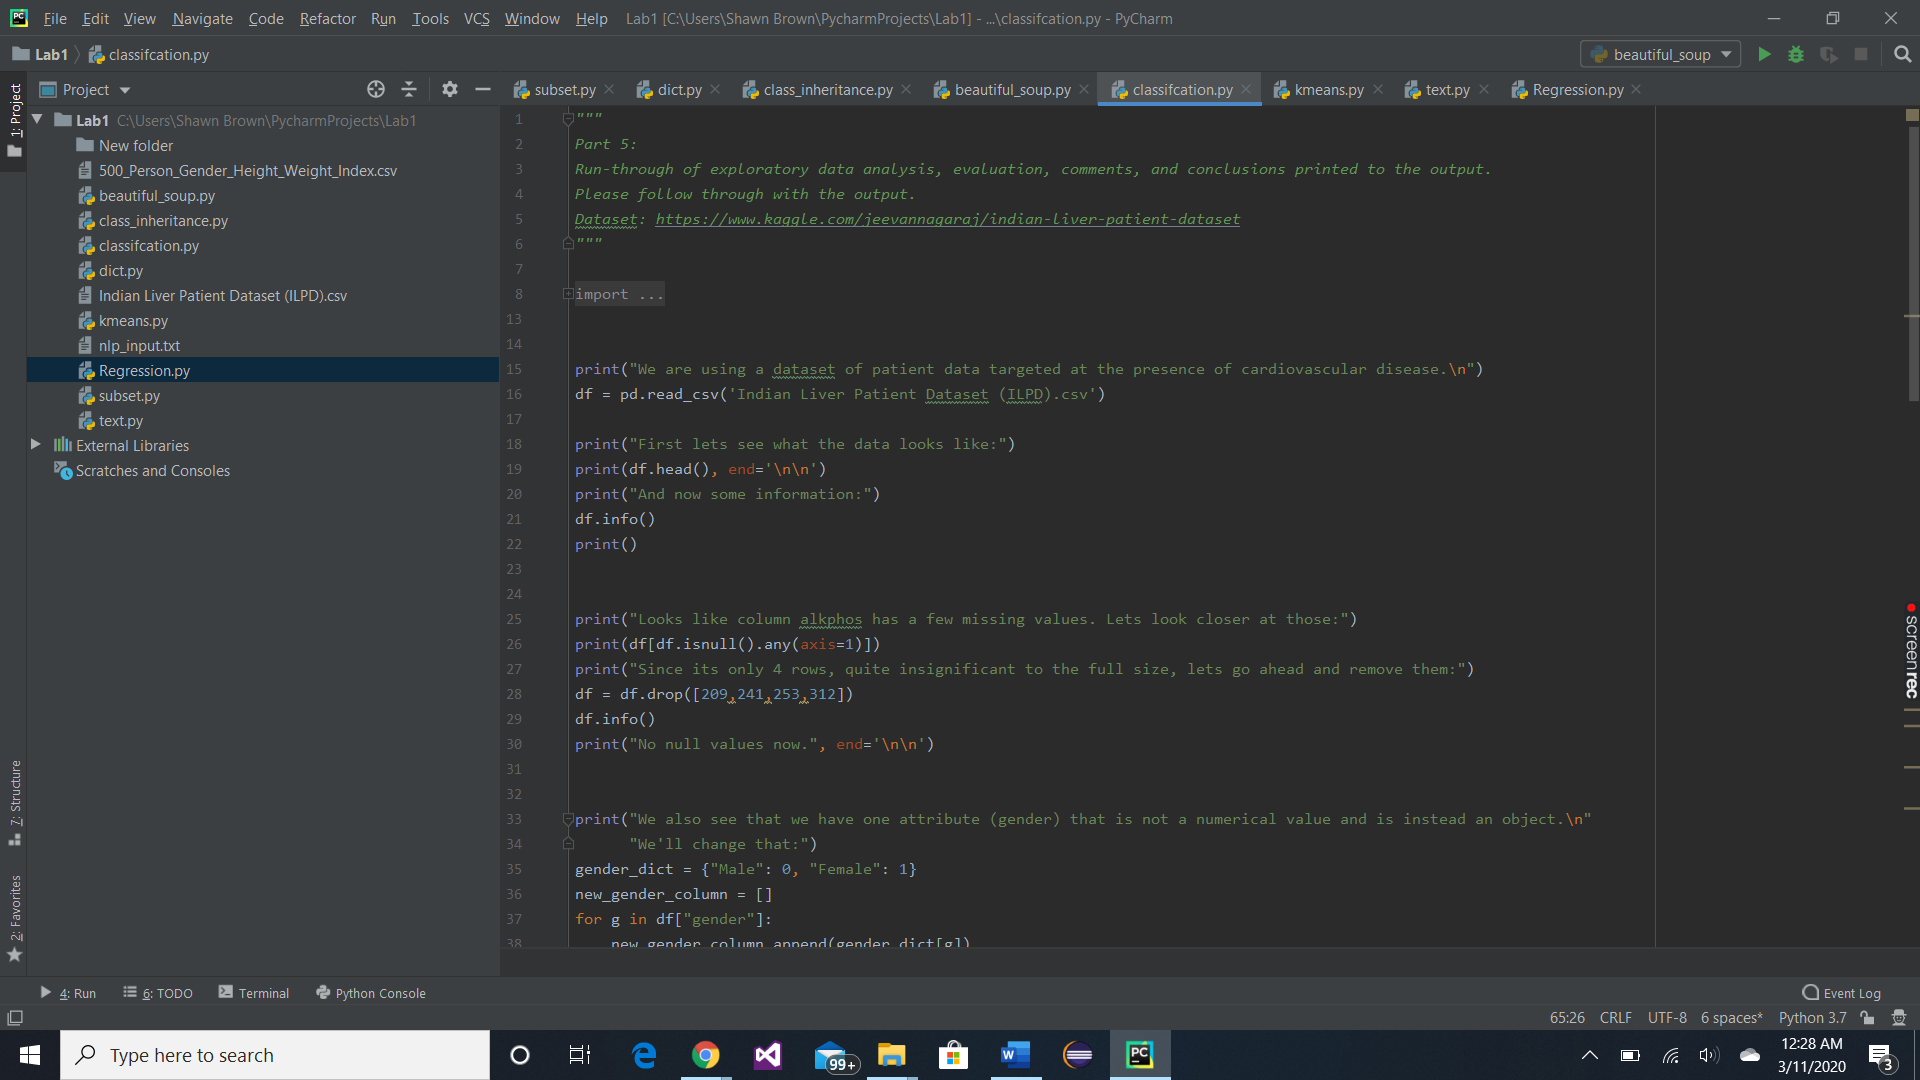 PC File Edit View Navigate Code Refactor Run Tools VCS Window Help Lab1 [C:\Users\Shawn Brown\PycharmProjects\Lab1] - ...\classifcation.py - PyCharm
Lab1 classifcation.py beautiful_soup
Project
subset.py dict.py class_inheritance.py beautiful_soup.py classifcation.py kmeans.py text.py Regression.py
1: Project
Lab1 C:\Users\Shawn Brown\PycharmProjects\Lab1
New folder
500_Person_Gender_Height_Weight_Index.csv
beautiful_soup.py
class_inheritance.py
classifcation.py
dict.py
Indian Liver Patient Dataset (ILPD).csv
kmeans.py
nlp_input.txt
Regression.py
subset.py
text.py
External Libraries
Scratches and Consoles
7: Structure
2: Favorites
1 """
2 Part 5:
3 Run-through of exploratory data analysis, evaluation, comments, and conclusions printed to the output.
4 Please follow through with the output.
5 Dataset: https://www.kaggle.com/jeevannagaraj/indian-liver-patient-dataset
6 """
7
8 import ...
13
14
15 print("We are using a dataset of patient data targeted at the presence of cardiovascular disease.\n")
16 df = pd.read_csv('Indian Liver Patient Dataset (ILPD).csv')
17
18 print("First lets see what the data looks like:")
19 print(df.head(), end='\n\n')
20 print("And now some information:")
21 df.info()
22 print()
23
24
25 print("Looks like column alkphos has a few missing values. Lets look closer at those:")
26 print(df[df.isnull().any(axis=1)])
27 print("Since its only 4 rows, quite insignificant to the full size, lets go ahead and remove them:")
28 df = df.drop([209,241,253,312])
29 df.info()
30 print("No null values now.", end='\n\n')
31
32
33 print("We also see that we have one attribute (gender) that is not a numerical value and is instead an object.\n"
34 "We'll change that:")
35 gender_dict = {"Male": 0, "Female": 1}
36 new_gender_column = []
37 for g in df["gender"]:
38 new_gender_column.append(gender_dict[g])
screenrec
4: Run 6: TODO Terminal Python Console Event Log
65:26 CRLF UTF-8 6 spaces* Python 3.7
Type here to search
99+
W
PC
12:28 AM
3/11/2020
3